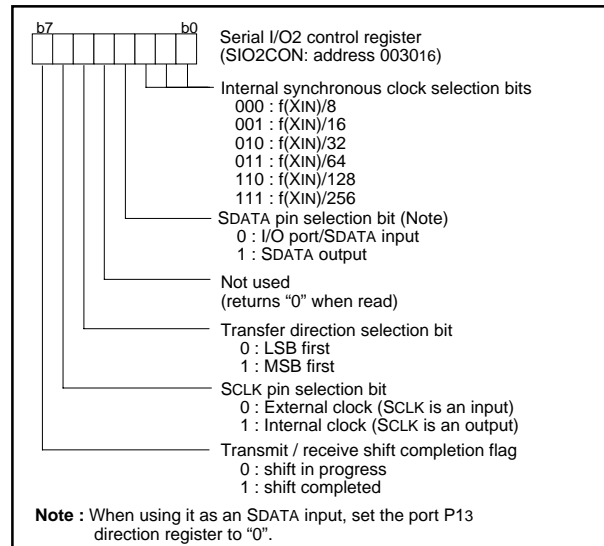 b7 b0
Serial I/O2 control register
(SIO2CON: address 003016)
Internal synchronous clock selection bits
000 : f(XIN)/8
001 : f(XIN)/16
010 : f(XIN)/32
011 : f(XIN)/64
110 : f(XIN)/128
111 : f(XIN)/256
SDATA pin selection bit (Note)
0 : I/O port/SDATA input
1 : SDATA output
Not used
(returns “0” when read)
Transfer direction selection bit
0 : LSB first
1 : MSB first
SCLK pin selection bit
0 : External clock (SCLK is an input)
1 : Internal clock (SCLK is an output)
Transmit / receive shift completion flag
0 : shift in progress
1 : shift completed
Note : When using it as an SDATA input, set the port P13
direction register to “0”.